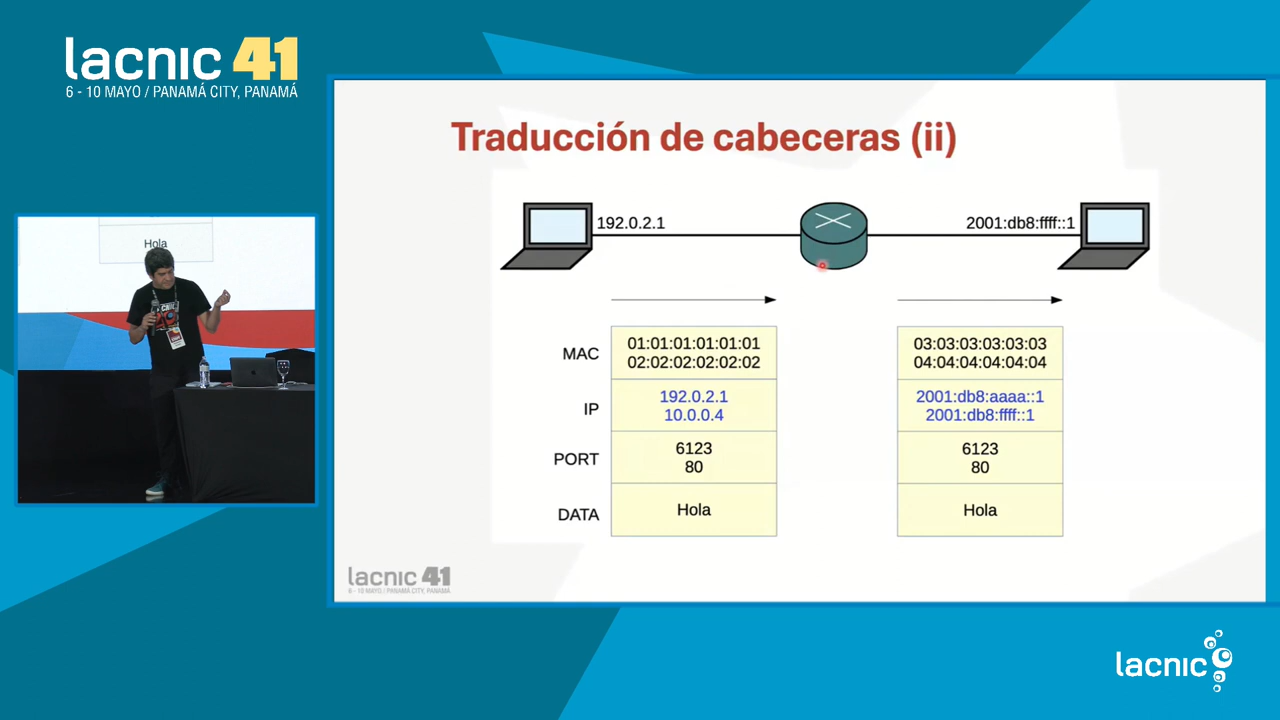 lacnic 41
6 - 10 MAYO / PANAMÁ CITY, PANAMÁ
Hola
Traducción de cabeceras (ii)
192.0.2.1
2001:db8:ffff::1
MAC
01:01:01:01:01:01
02:02:02:02:02:02
03:03:03:03:03:03
04:04:04:04:04:04
IP
192.0.2.1
10.0.0.4
2001:db8:aaaa::1
2001:db8:ffff::1
PORT
6123
80
6123
80
DATA
Hola
Hola
lacnic 41
6 - 10 MAYO / PANAMÁ CITY, PANAMÁ
lacnic